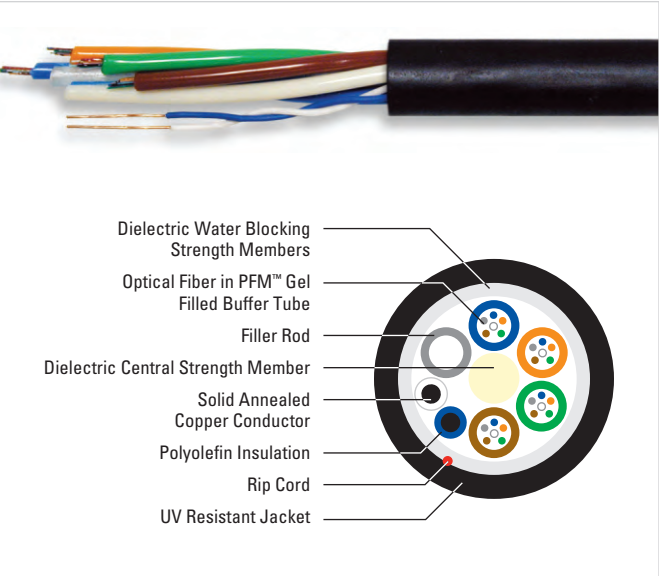 Dielectric Water Blocking
Strength Members
Optical Fiber in PFM™ Gel
Filled Buffer Tube
Filler Rod
Dielectric Central Strength Member
Solid Annealed
Copper Conductor
Polyolefin Insulation
Rip Cord
UV Resistant Jacket